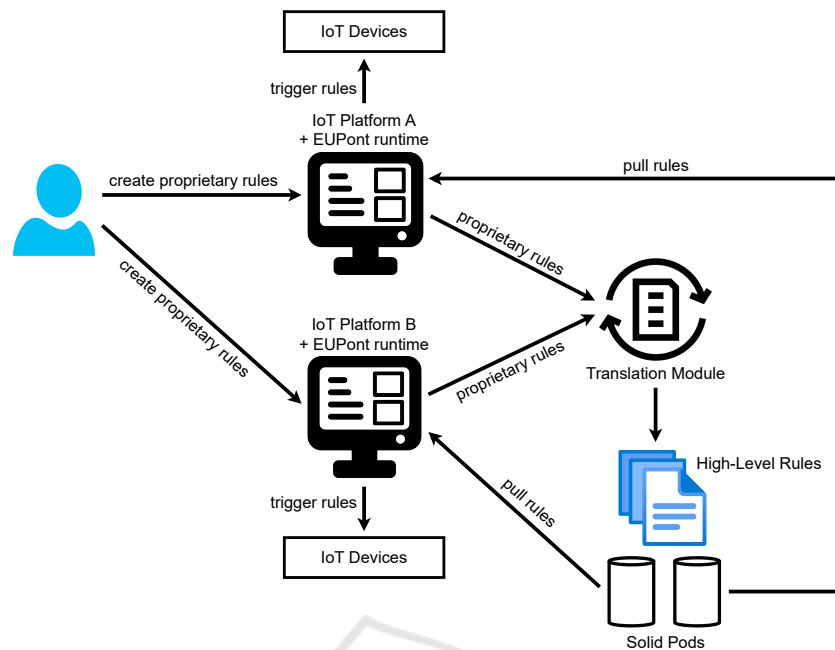 IoT Devices
trigger rules
IoT Platform A
+ EUPont runtime
pull rules
create proprietary rules
proprietary rules
create proprietary rules
IoT Platform B
+ EUPont runtime
proprietary rules
Translation Module
High-Level Rules
pull rules
trigger rules
IoT Devices
Solid Pods